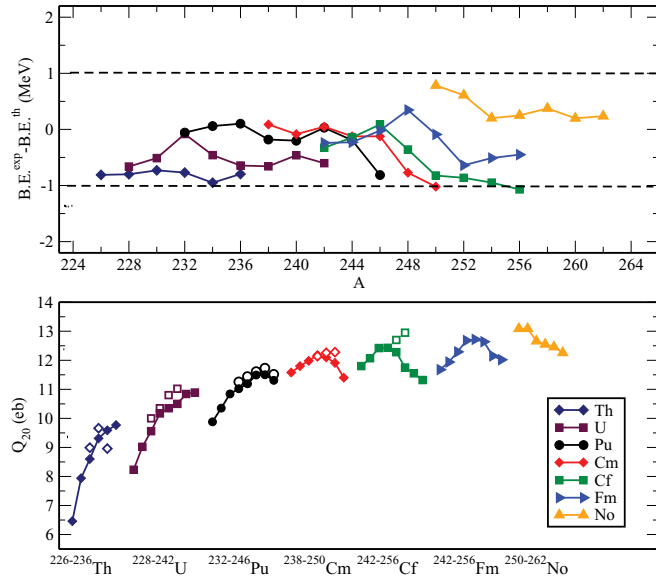 2
1
0
-1
-2
B.E.^exp-B.E.^th (MeV)
224 228 232 236 240 244 248 252 256 260 264
A
14
13
12
11
10
9
8
7
6
Q_20 (eb)
Th
U
Pu
Cm
Cf
Fm
No
^226-236Th ^228-242U ^232-246Pu ^238-250Cm ^242-256Cf ^242-256Fm ^250-262No